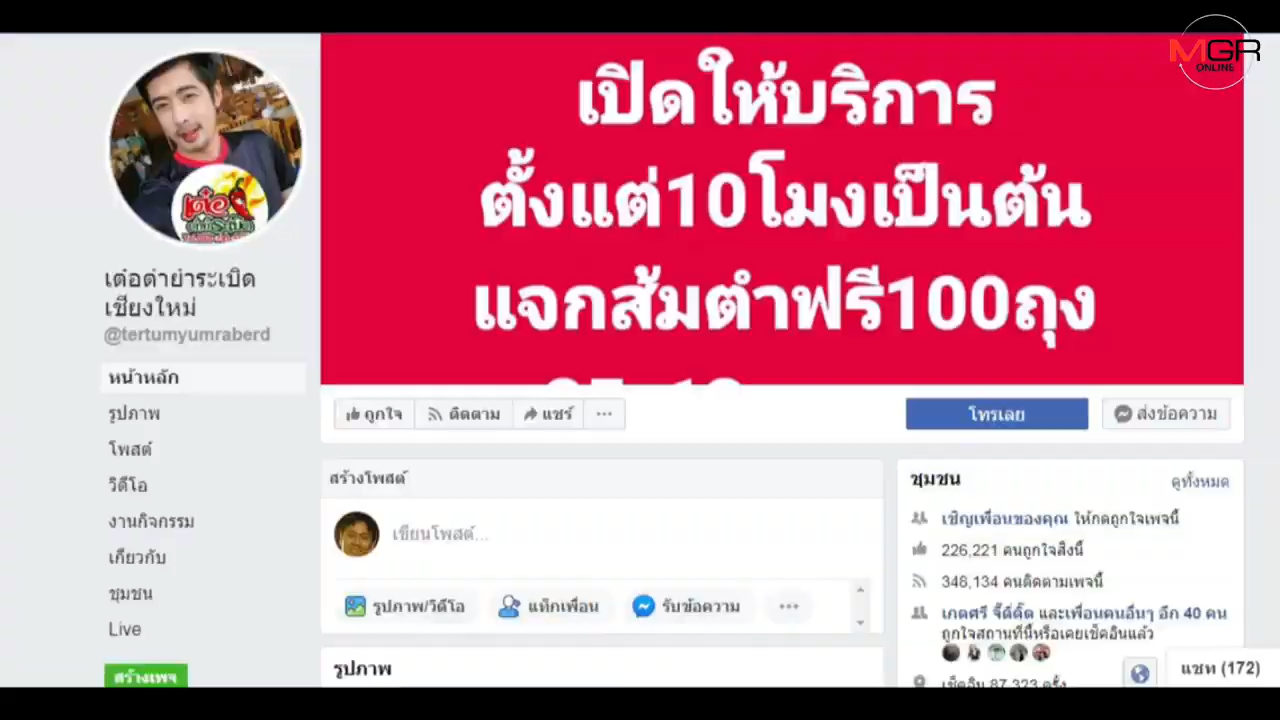 MGR
ONLINE
เปิดให้บริการ
ตั้งแต่10โมงเป็นต้น
แจกส้มตำฟรี100ถุง
เต๋อ
เต๋อตำยำระเบิด
เชียงใหม่
@tertumyumraberd
หน้าหลัก
รูปภาพ
โพสต์
วิดีโอ
งานกิจกรรม
เกี่ยวกับ
ชุมชน
Live
สร้างเพจ
ถูกใจ ติดตาม แชร์ ...
โทรเลย ส่งข้อความ
สร้างโพสต์
เขียนโพสต์...
รูปภาพ/วิดีโอ แท็กเพื่อน รับข้อความ ...
รูปภาพ
ชุมชน ดูทั้งหมด
เชิญเพื่อนของคุณ ให้กดถูกใจเพจนี้
226,221 คนถูกใจสิ่งนี้
348,134 คนติดตามเพจนี้
เกตศรี จี๊ดีดิ๊ด และเพื่อนคนอื่นๆ อีก 40 คน
ถูกใจสถานที่นี้หรือเคยเช็คอินแล้ว
เช็คอิน 87,323 ครั้ง
แชท (172)